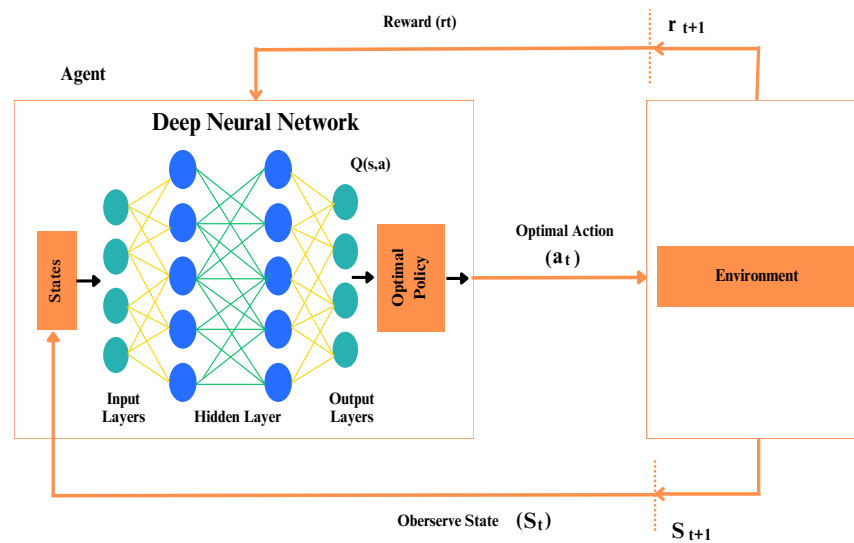 Reward (rt)
r t+1
Agent
Deep Neural Network
Q(s,a)
States
Optimal
Policy
Optimal Action
(a t)
Environment
Input
Layers
Hidden Layer
Output
Layers
Oberserve State (St)
S t+1